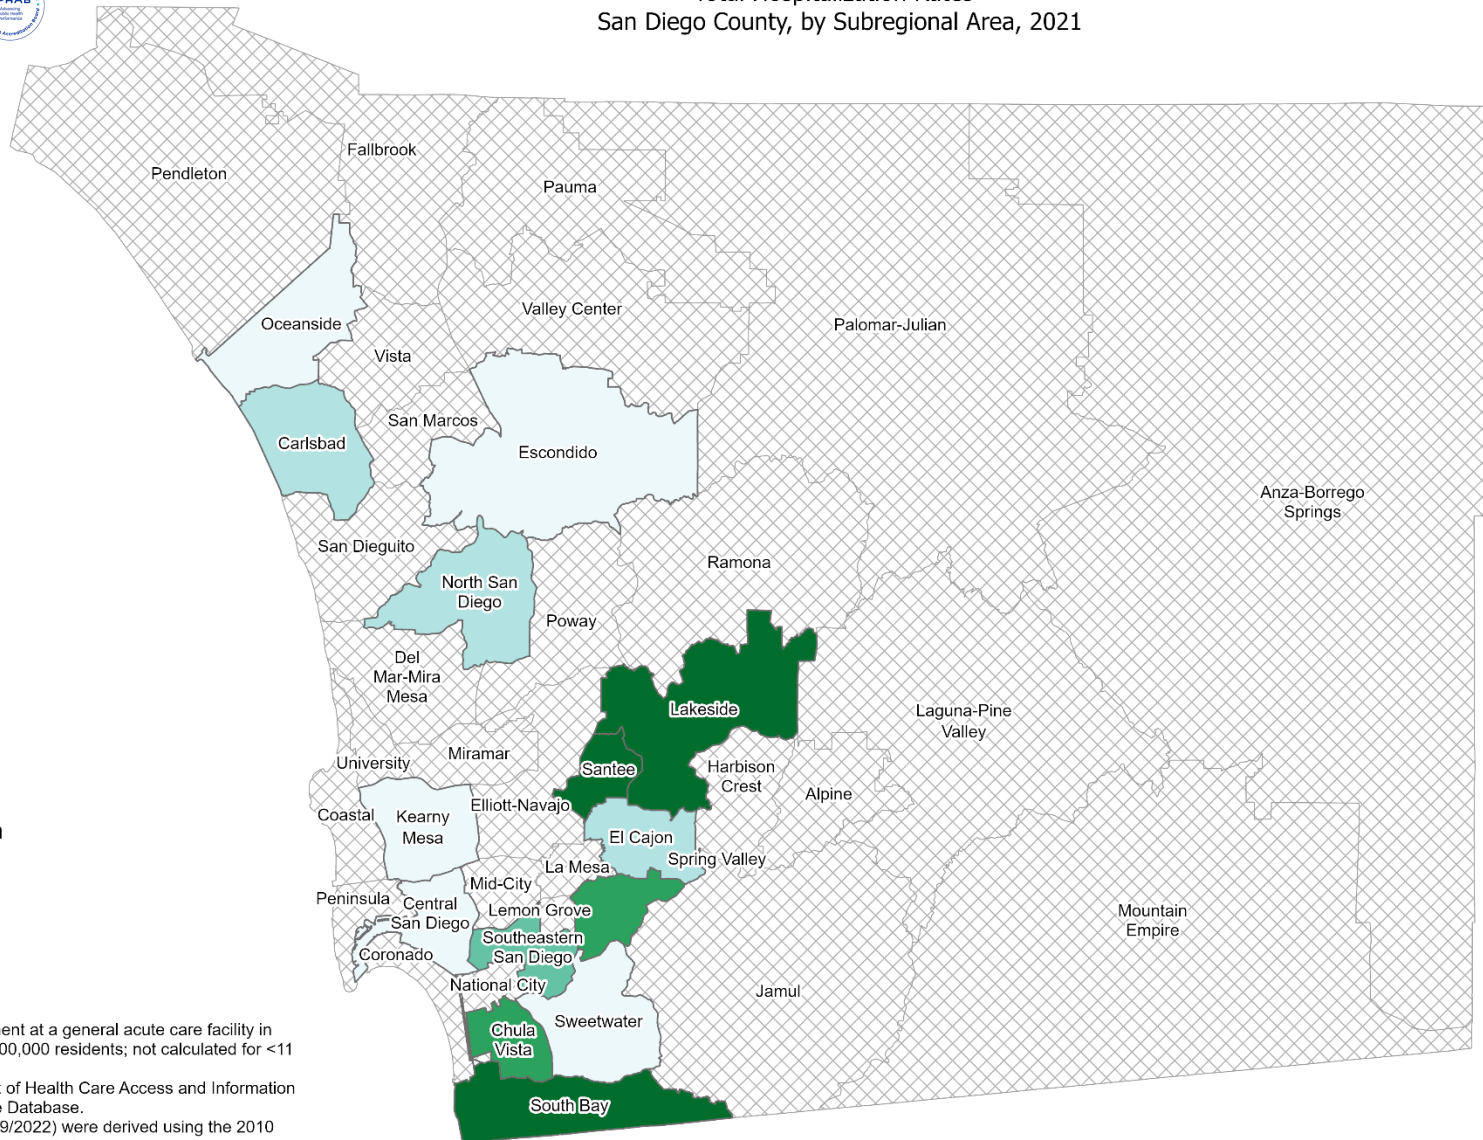 San Diego County, by Subregional Area, 2021
Fallbrook
Pendleton
Pauma
Valley Center
Oceanside
Palomar-Julian
Vista
San Marcos
Carlsbad
Escondido
Anza-Borrego
Springs
San Dieguito
Ramona
North San
Diego
Poway
Del
Mar-Mira
Mesa
Lakeside
Laguna-Pine
Valley
Miramar
University
Santee
Harbison
Crest
Alpine
Elliott-Navajo
Coastal
Kearny
Mesa
El Cajon
Spring Valley
La Mesa
Mid-City
Peninsula
Central
San Diego
Lemon Grove
Mountain
Empire
Southeastern
San Diego
Coronado
National City
Jamul
Sweetwater
Chula
Vista
South Bay
at a general acute care facility in
residents; not calculated for <11
of Health Care Access and Information
Database.
were derived using the 2010